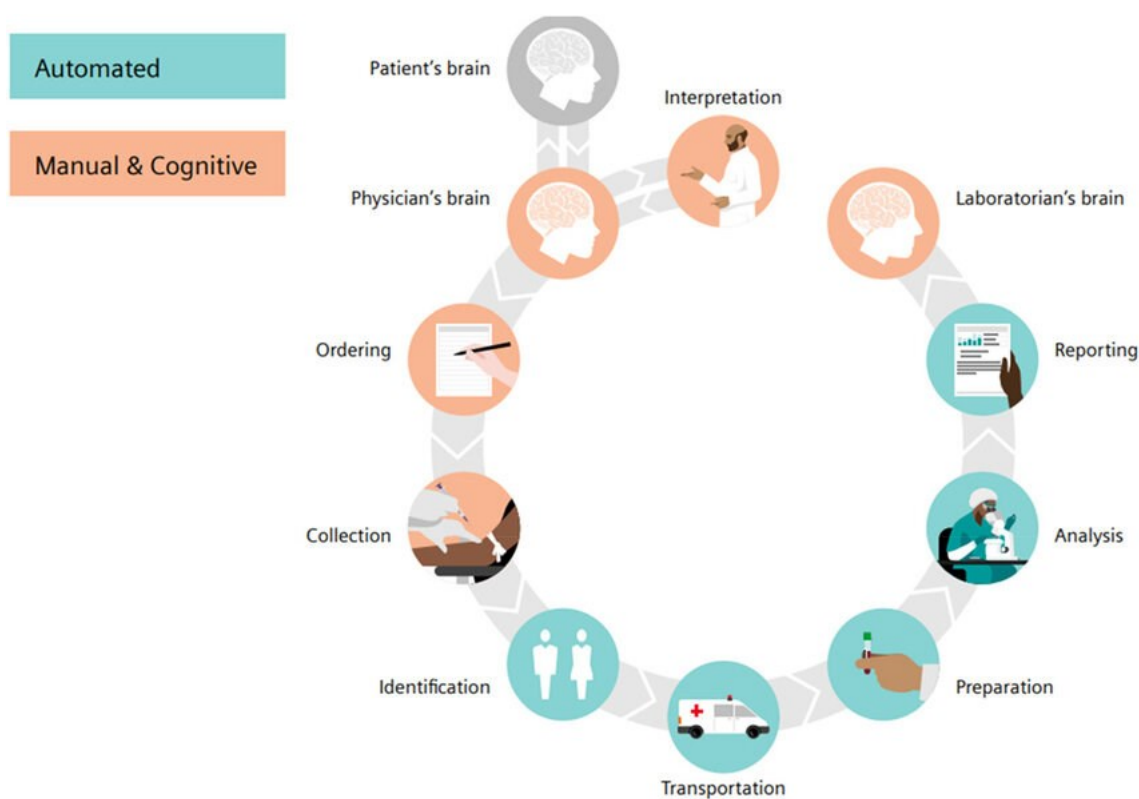 Automated
Manual & Cognitive
Patient’s brain
Interpretation
Physician’s brain
Laboratorian’s brain
Ordering
Reporting
Collection
Analysis
Identification
Preparation
Transportation